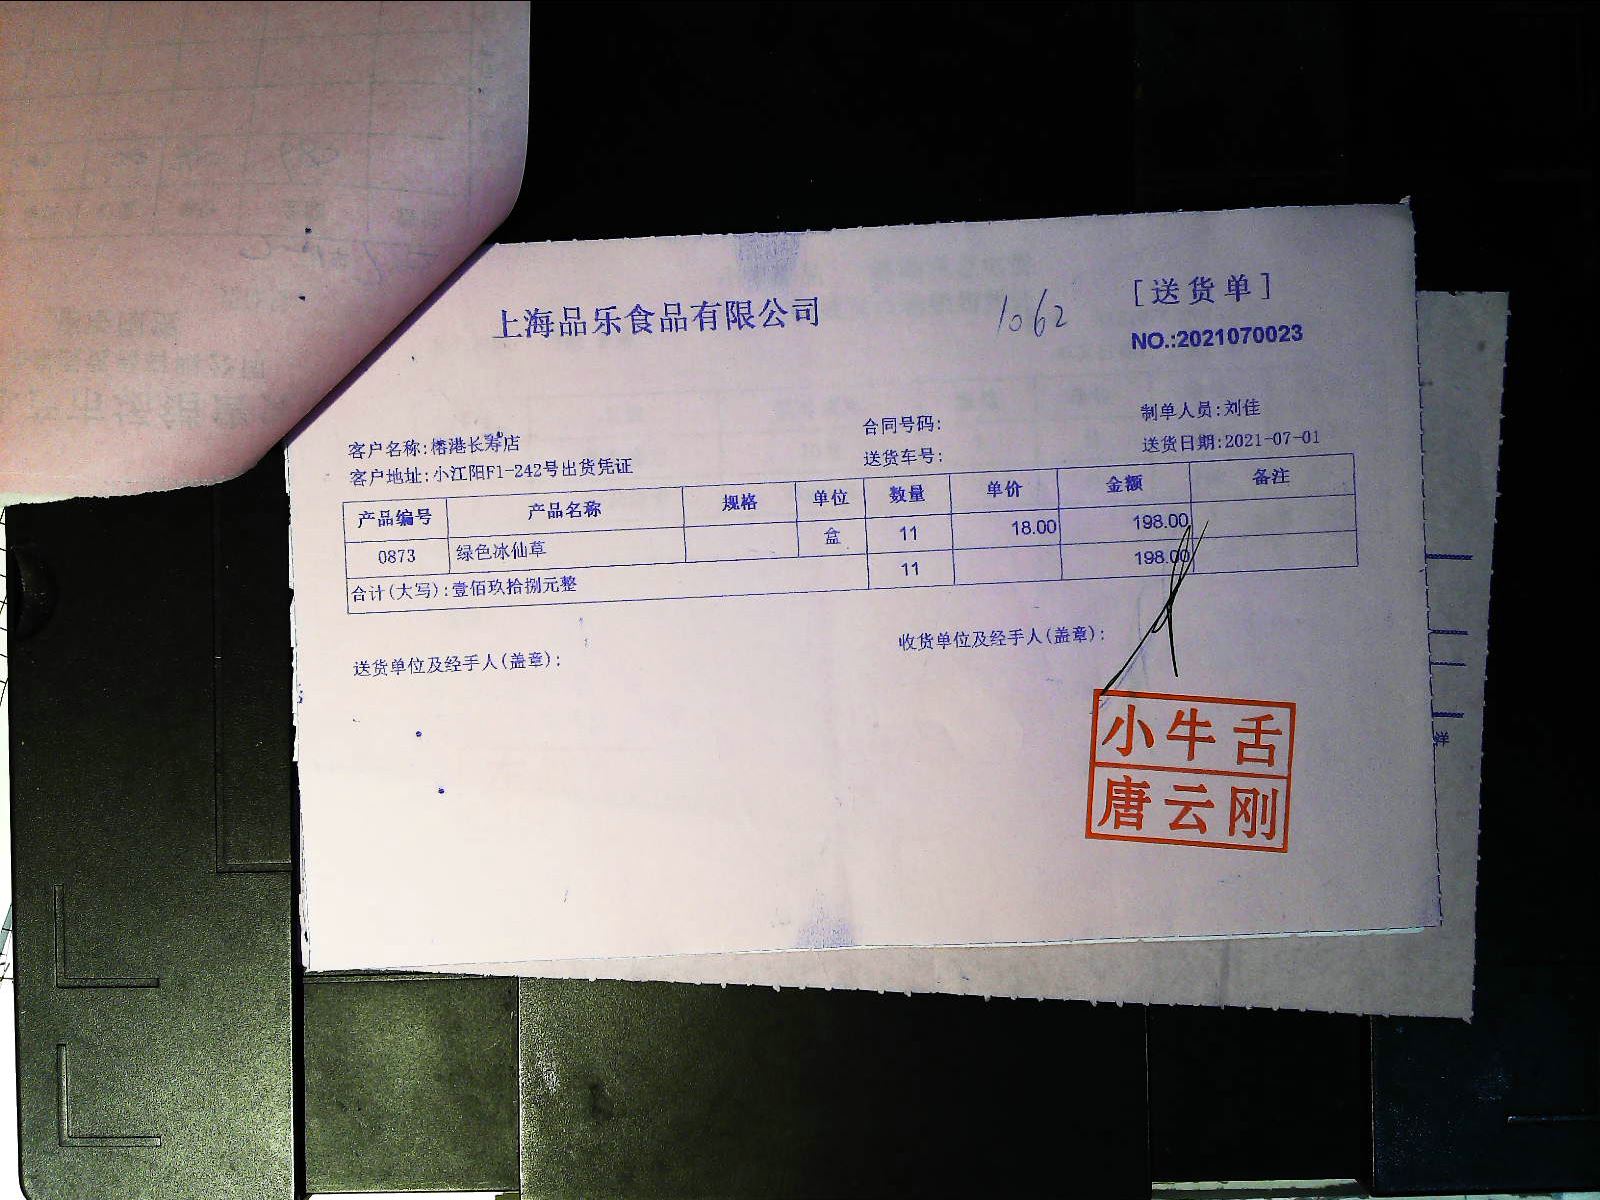 上海品乐食品有限公司
1062
[送货单]
NO.:2021070023
客户名称:楿港长寿店
合同号码:
制单人员:刘佳
客户地址:小江阳F1-242号出货凭证
送货车号:
送货日期:2021-07-01
产品编号 产品名称 规格 单位 数量 单价 金额 备注
0873 绿色冰仙草 盒 11 18.00 198.00
合计(大写):壹佰玖拾捌元整 11 198.00
送货单位及经手人(盖章):
收货单位及经手人(盖章):
小牛舌
唐云刚